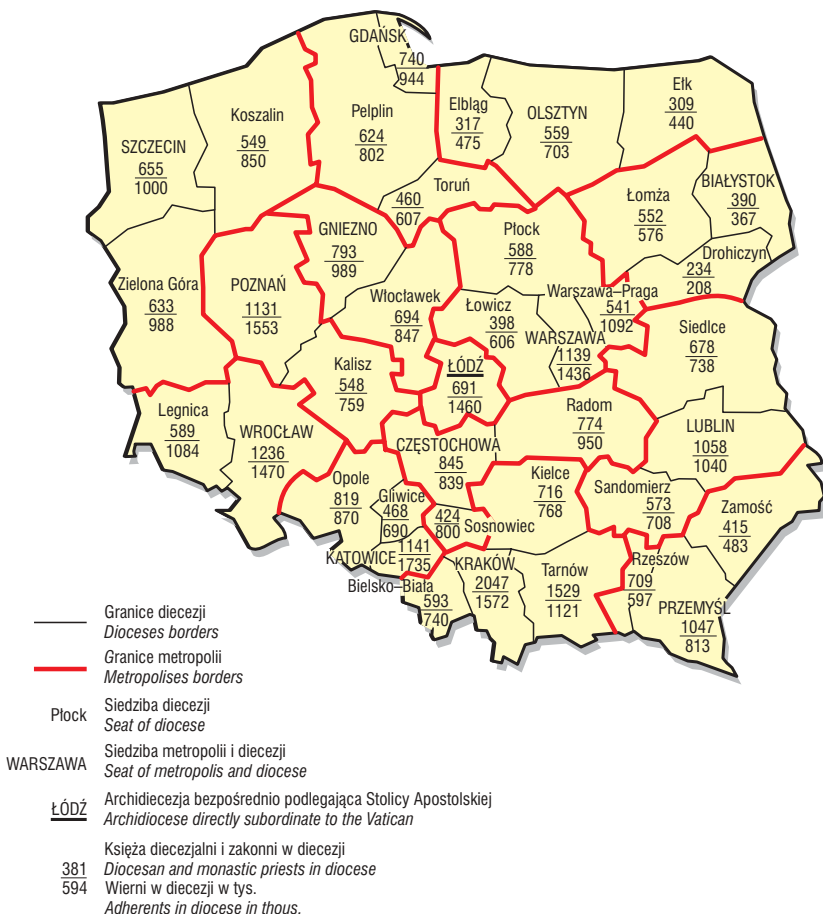 GDAŃSK
740
944
Koszalin
549
850
Pelplin
624
802
Elbląg
317
475
OLSZTYN
559
703
Ełk
309
440
SZCZECIN
655
1000
Toruń
460
607
Łomża
552
576
BIAŁYSTOK
390
367
GNIEZNO
793
989
Płock
588
778
Drohiczyn
234
208
Zielona Góra
633
988
POZNAŃ
1131
1553
Włocławek
694
847
Łowicz
398
606
Warszawa–Praga
541
1092
WARSZAWA
1139
1436
Siedlce
678
738
Kalisz
548
759
ŁÓDŹ
691
1460
Legnica
589
1084
WROCŁAW
1236
1470
Radom
774
950
LUBLIN
1058
1040
CZĘSTOCHOWA
845
839
Opole
819
870
Gliwice
468
690
Kielce
716
768
Sandomierz
573
708
Zamość
415
483
424
800
Sosnowiec
KATOWICE
1141
1735
KRAKÓW
2047
1572
Tarnów
1529
1121
Rzeszów
709
597
PRZEMYŚL
1047
813
Bielsko–Biała
593
740
Granice diecezji
Dioceses borders
Granice metropolii
Metropolises borders
Płock
Siedziba diecezji
Seat of diocese
WARSZAWA
Siedziba metropolii i diecezji
Seat of metropolis and diocese
ŁÓDŹ
Archidiecezja bezpośrednio podlegająca Stolicy Apostolskiej
Archidiocese directly subordinate to the Vatican
Księża diecezjalni i zakonni w diecezji
381 Diocesan and monastic priests in diocese
594 Wierni w diecezji w tys.
Adherents in diocese in thous.